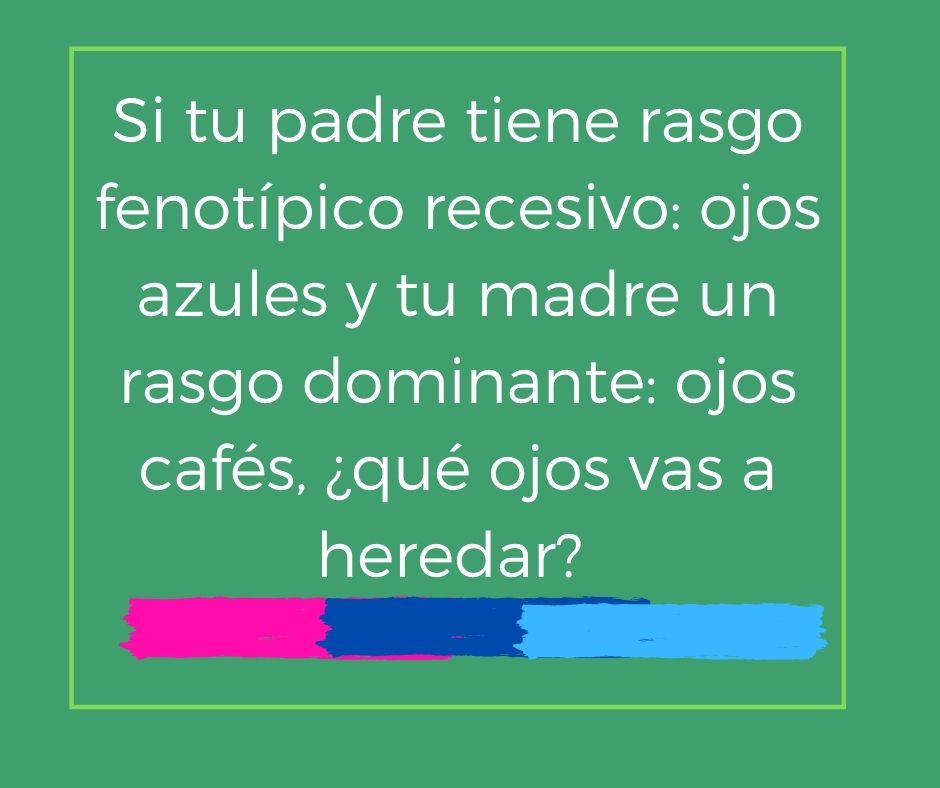 Si tu padre tiene rasgo
fenotípico recesivo: ojos
azules y tu madre un
rasgo dominante: ojos
cafés, ¿qué ojos vas a
heredar?